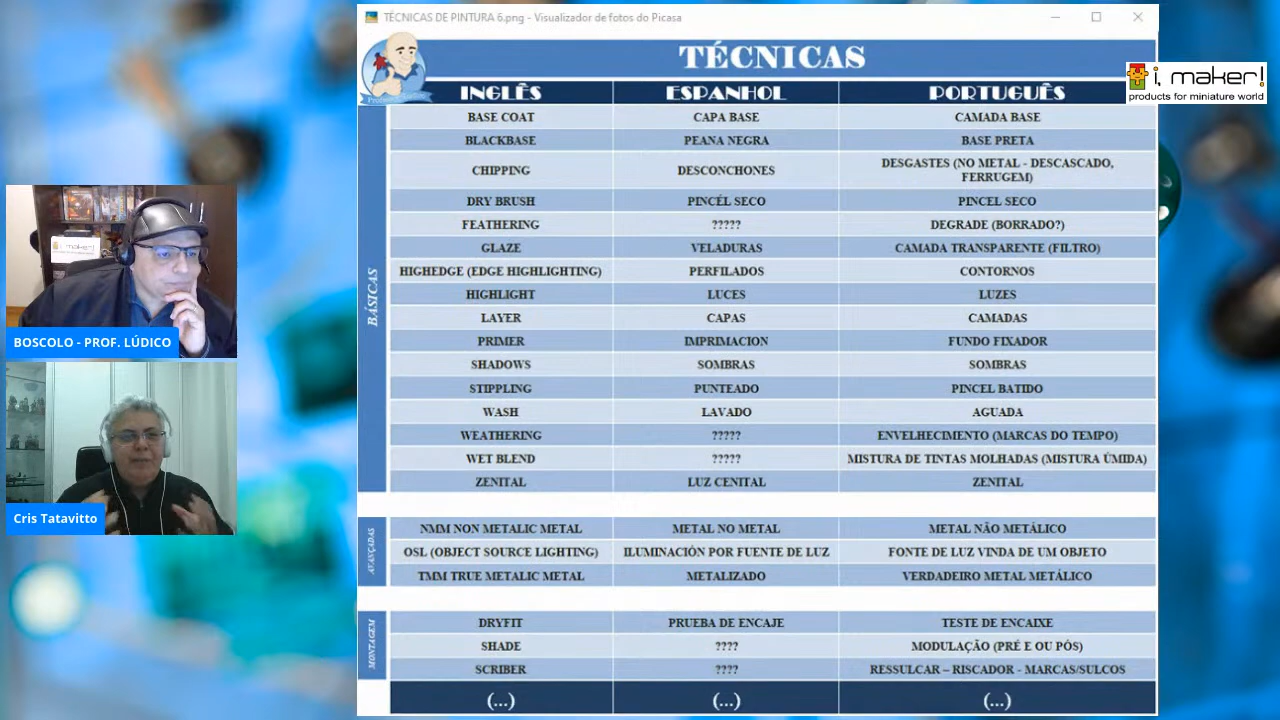 TÉCNICAS DE PINTURA 6.png - Visualizador de fotos do Picasa
TÉCNICAS
i, maker!
products for miniature world
INGLÊS ESPANHOL PORTUGUÊS
BÁSICAS
BASE COAT CAPA BASE CAMADA BASE
BLACKBASE PEANA NEGRA BASE PRETA
CHIPPING DESCONCHONES DESGASTES (NO METAL - DESCASCADO,
FERRUGEM)
DRY BRUSH PINCÉL SECO PINCEL SECO
FEATHERING ????? DEGRADE (BORRADO?)
GLAZE VELADURAS CAMADA TRANSPARENTE (FILTRO)
HIGHEDGE (EDGE HIGHLIGHTING) PERFILADOS CONTORNOS
HIGHLIGHT LUCES LUZES
LAYER CAPAS CAMADAS
PRIMER IMPRIMACION FUNDO FIXADOR
SHADOWS SOMBRAS SOMBRAS
STIPPLING PUNTEADO PINCEL BATIDO
WASH LAVADO AGUADA
WEATHERING ????? ENVELHECIMENTO (MARCAS DO TEMPO)
WET BLEND ????? MISTURA DE TINTAS MOLHADAS (MISTURA ÚMIDA)
ZENITAL LUZ CENITAL ZENITAL
AVANÇADAS
NMM NON METALIC METAL METAL NO METAL METAL NÃO METÁLICO
OSL (OBJECT SOURCE LIGHTING) ILUMINACIÓN POR FUENTE DE LUZ FONTE DE LUZ VINDA DE UM OBJETO
TMM TRUE METALIC METAL METALIZADO VERDADEIRO METAL METÁLICO
MONTAGEM
DRYFIT PRUEBA DE ENCAJE TESTE DE ENCAIXE
SHADE ???? MODULAÇÃO (PRÉ E OU PÓS)
SCRIBER ???? RESSULCAR – RISCADOR - MARCAS/SULCOS
(...) (...) (...)
i maker!
BOSCOLO - PROF. LÚDICO
Cris Tatavitto